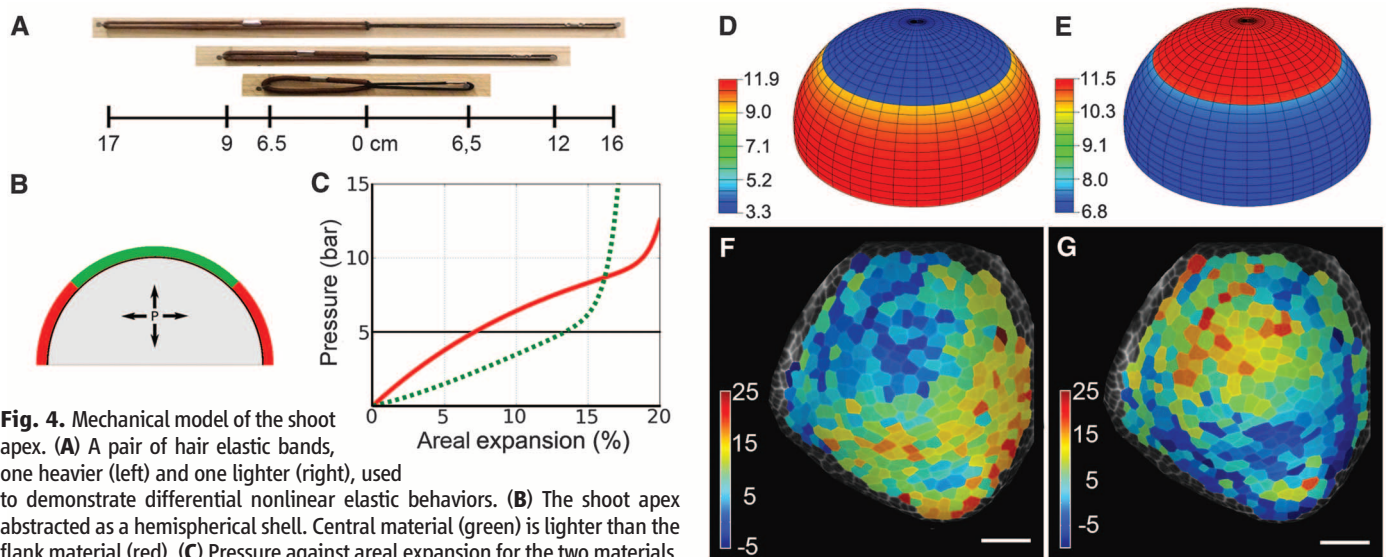 A
17 9 6.5 0 cm 6,5 12 16
B
P
C
Pressure (bar)
15
10
5
0 5 10 15 20
Areal expansion (%)
D
11.9
9.0
7.1
5.2
3.3
E
11.5
10.3
9.1
8.0
6.8
F
25
15
5
-5
G
25
15
5
-5
Fig. 4. Mechanical model of the shoot
apex. (A) A pair of hair elastic bands,
one heavier (left) and one lighter (right), used
to demonstrate differential nonlinear elastic behaviors. (B) The shoot apex
abstracted as a hemispherical shell. Central material (green) is lighter than the
flank material (red). (C) Pressure against areal expansion for the two materials